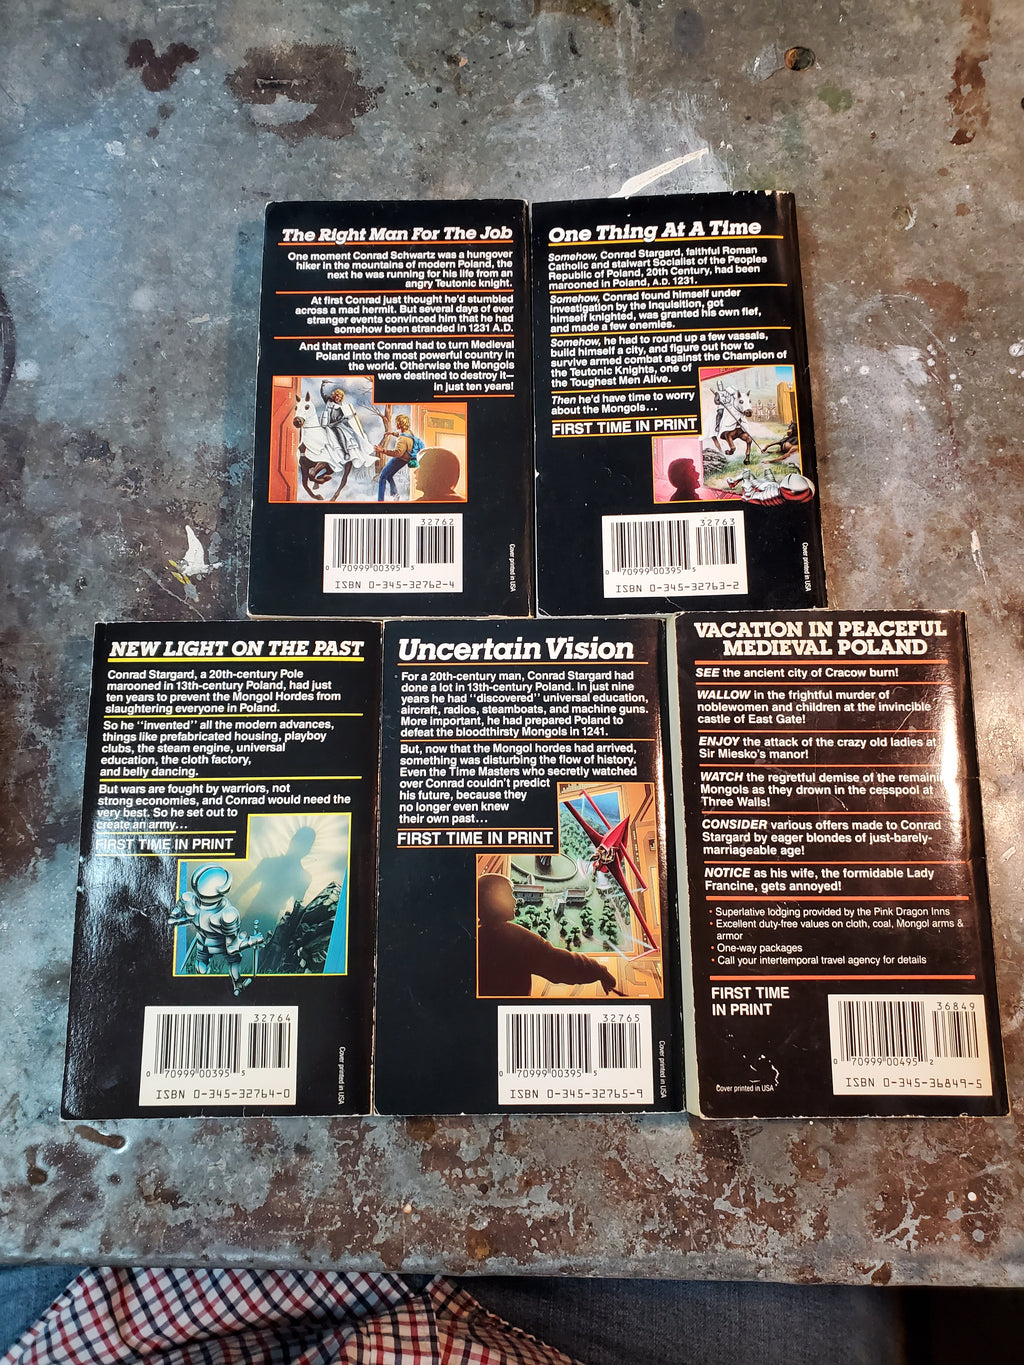 The Right Man For The Job
One moment Conrad Schwartz was a hungover
hiker in the mountains of modern Poland, the
next he was running for his life from an
angry Teutonic knight.
At first Conrad just thought he'd stumbled
across a mad hermit. But several days of ever
stranger events convinced him that he had
somehow been stranded in 1231 A.D.
And that meant Conrad had to turn Medieval
Poland into the most powerful country in
the world. Otherwise the Mongols
were destined to destroy it—
in just ten years!
32762
0 70999 00395 5
ISBN 0-345-32762-4
Cover printed in USA
One Thing At A Time
Somehow, Conrad Stargard, faithful Roman
Catholic and stalwart Socialist of the Peoples
Republic of Poland, 20th Century, had been
marooned in Poland, A.D. 1231.
Somehow, Conrad found himself under
investigation by the Inquisition, got
himself knighted, was granted his own fief,
and made a few enemies.
Somehow, he had to round up a few vassals,
build himself a city, and figure out how to
survive armed combat against the Champion of
the Teutonic Knights, one of
the Toughest Men Alive.
Then he'd have time to worry
about the Mongols...
FIRST TIME IN PRINT
32763
0 70999 00395 5
ISBN 0-345-32763-2
Cover printed in USA
NEW LIGHT ON THE PAST
Conrad Stargard, a 20th-century Pole
marooned in 13th-century Poland, had just
ten years to prevent the Mongol Hordes from
slaughtering everyone in Poland.
So he "invented" all the modern advances,
things like prefabricated housing, playboy
clubs, the steam engine, universal
education, the cloth factory,
and belly dancing.
But wars are fought by warriors, not
strong economies, and Conrad would need the
very best. So he set out to
create an army...
FIRST TIME IN PRINT
32764
0 70999 00395 5
ISBN 0-345-32764-0
Cover printed in USA
Uncertain Vision
For a 20th-century man, Conrad Stargard had
done a lot in 13th-century Poland. In just nine
years he had "discovered" universal education,
aircraft, radios, steamboats, and machine guns.
More important, he had prepared Poland to
defeat the bloodthirsty Mongols in 1241.
But, now that the Mongol hordes had arrived,
something was disturbing the flow of history.
Even the Time Masters who secretly watched
over Conrad couldn't predict
his future, because they
no longer even knew
their own past...
FIRST TIME IN PRINT
32765
0 70999 00395 5
ISBN 0-345-32765-9
Cover printed in USA
VACATION IN PEACEFUL
MEDIEVAL POLAND
SEE the ancient city of Cracow burn!
WALLOW in the frightful murder of
noblewomen and children at the invincible
castle of East Gate!
ENJOY the attack of the crazy old ladies at
Sir Miesko's manor!
WATCH the regretful demise of the remaini
Mongols as they drown in the cesspool at
Three Walls!
CONSIDER various offers made to Conrad
Stargard by eager blondes of just-barely-
marriageable age!
NOTICE as his wife, the formidable Lady
Francine, gets annoyed!
• Superlative lodging provided by the Pink Dragon Inns
• Excellent duty-free values on cloth, coal, Mongol arms &
armor
• One-way packages
• Call your intertemporal travel agency for details
FIRST TIME
IN PRINT
Cover printed in USA
36849
0 70999 00495 2
ISBN 0-345-36849-5